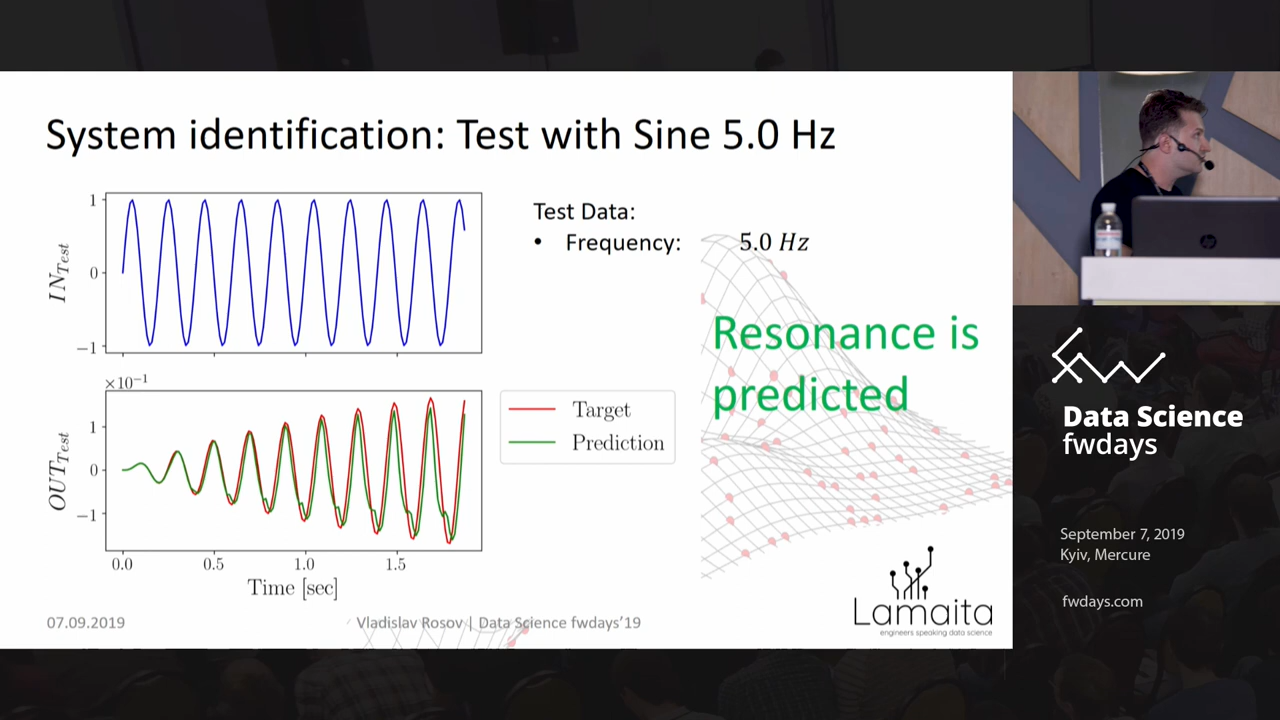 System identification: Test with Sine 5.0 Hz
1
0
−1
IN_Test
Test Data:
• Frequency: 5.0 Hz
Resonance is
predicted
×10⁻¹
1
0
−1
OUT_Test
Target
Prediction
0.0 0.5 1.0 1.5
Time [sec]
07.09.2019
Vladislav Rosov | Data Science fwdays’19
Lamaita
engineers speaking data science
hp
Data Science
fwdays
September 7, 2019
Kyiv, Mercure
fwdays.com